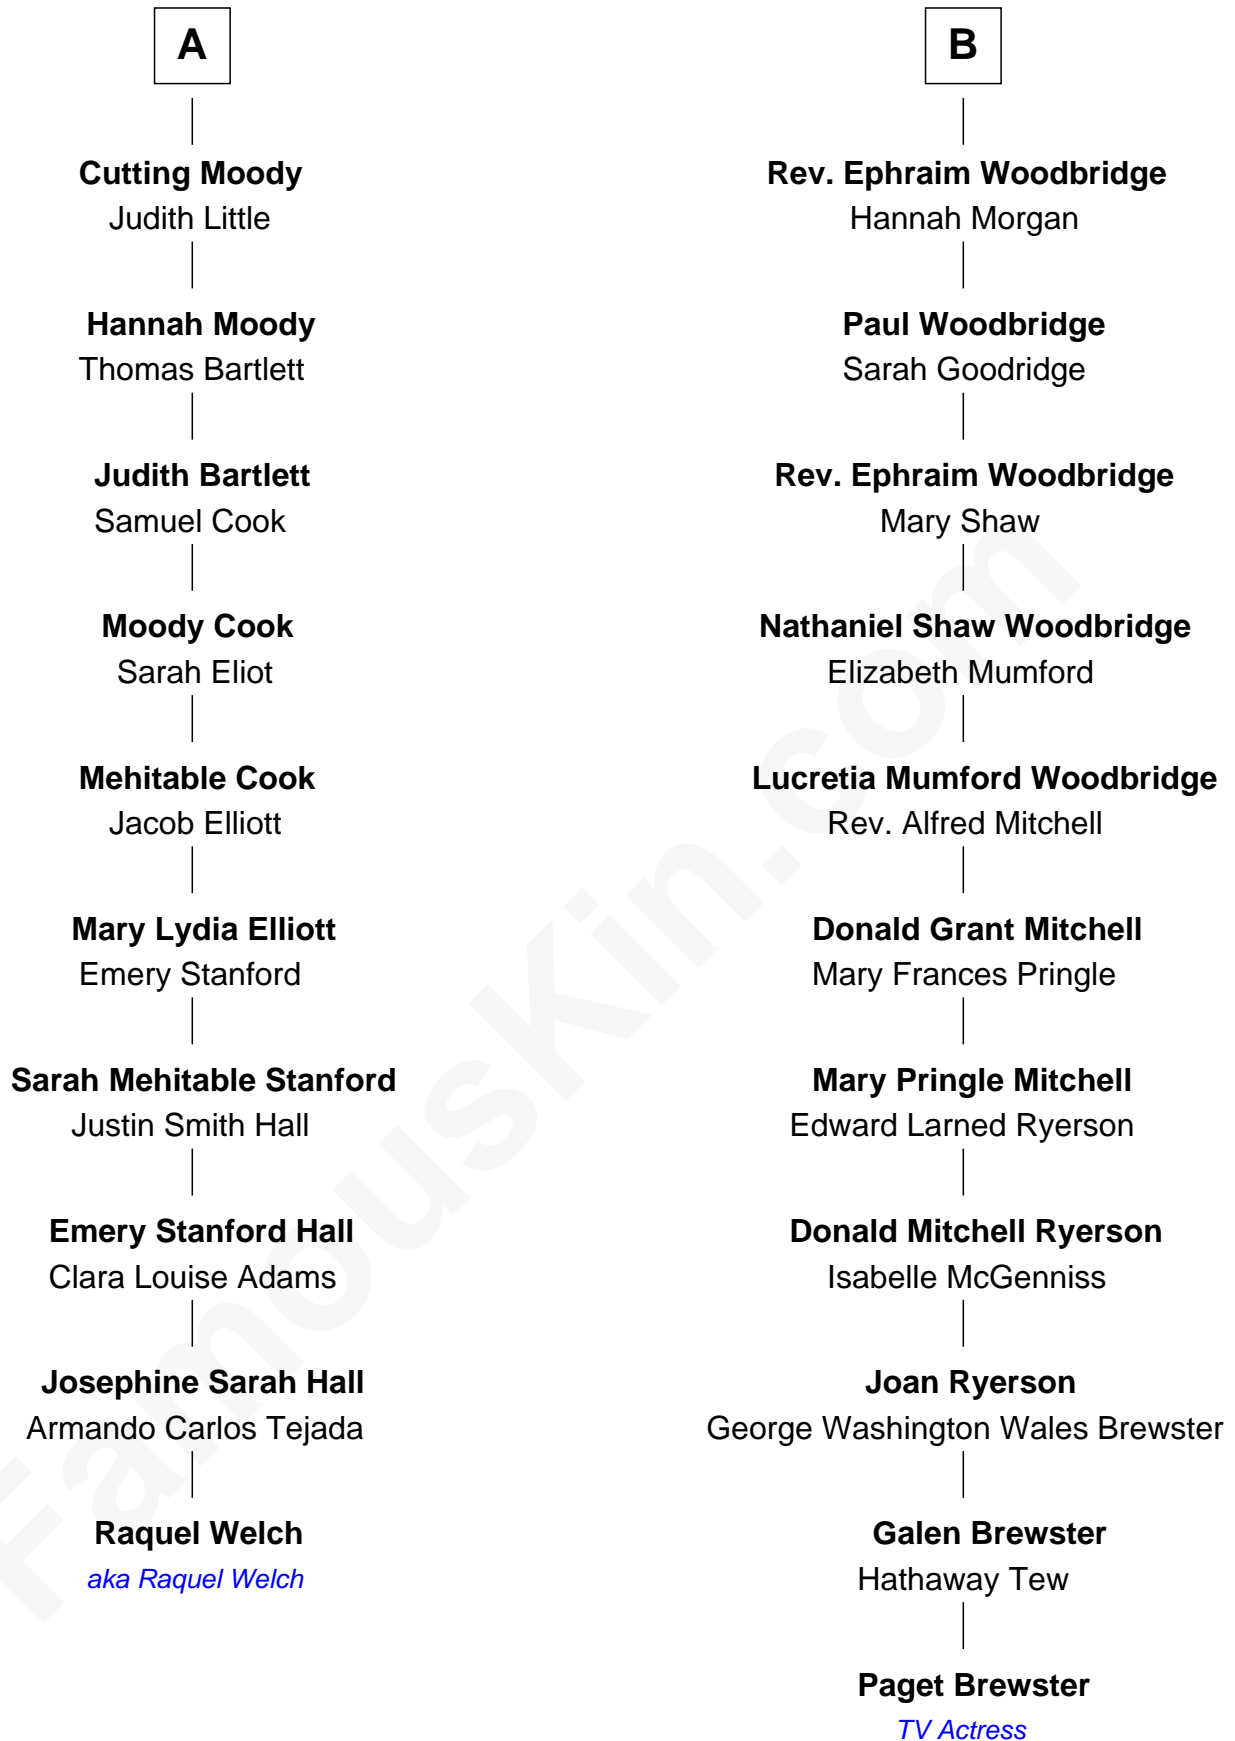 A
Cutting Moody
Judith Little
Hannah Moody
Thomas Bartlett
Judith Bartlett
Samuel Cook
Moody Cook
Sarah Eliot
Mehitable Cook
Jacob Elliott
Mary Lydia Elliott
Emery Stanford
Sarah Mehitable Stanford
Justin Smith Hall
Emery Stanford Hall
Clara Louise Adams
Josephine Sarah Hall
Armando Carlos Tejada
Raquel Welch
aka Raquel Welch
B
Rev. Ephraim Woodbridge
Hannah Morgan
Paul Woodbridge
Sarah Goodridge
Rev. Ephraim Woodbridge
Mary Shaw
Nathaniel Shaw Woodbridge
Elizabeth Mumford
Lucretia Mumford Woodbridge
Rev. Alfred Mitchell
Donald Grant Mitchell
Mary Frances Pringle
Mary Pringle Mitchell
Edward Larned Ryerson
Donald Mitchell Ryerson
Isabelle McGenniss
Joan Ryerson
George Washington Wales Brewster
Galen Brewster
Hathaway Tew
Paget Brewster
TV Actress
FamousKin.com